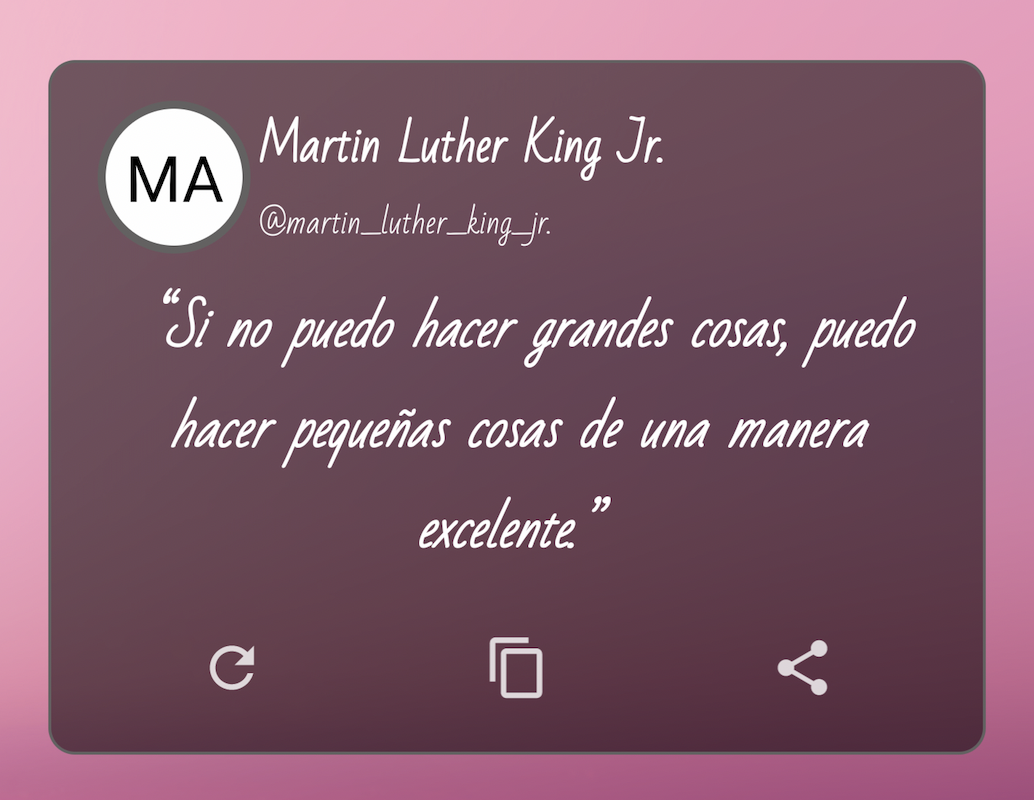 MA
Martin Luther King Jr.
@martin_luther_king_jr.
“Si no puedo hacer grandes cosas, puedo
hacer pequeñas cosas de una manera
excelente.”